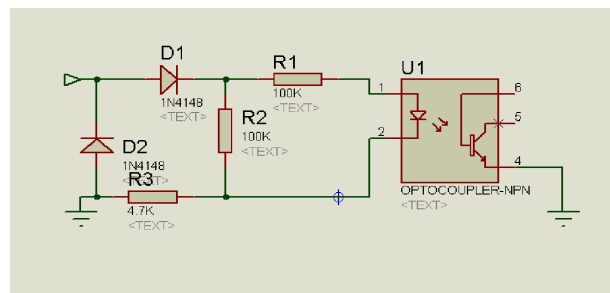 D1
1N4148
<TEXT>
R1
100K
<TEXT>
U1
1
2
6
5
4
OPTOCOUPLER-NPN
<TEXT>
R2
100K
<TEXT>
D2
1N4148
<TEXT>
R3
4.7K
<TEXT>